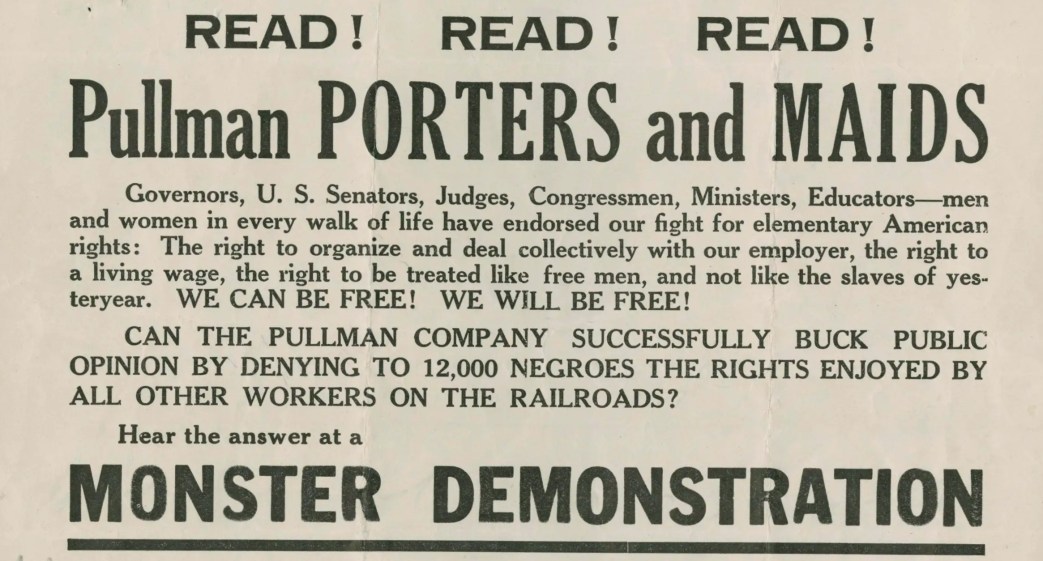 READ! READ! READ!
Pullman PORTERS and MAIDS
Governors, U. S. Senators, Judges, Congressmen, Ministers, Educators—men
and women in every walk of life have endorsed our fight for elementary American
rights: The right to organize and deal collectively with our employer, the right to
a living wage, the right to be treated like free men, and not like the slaves of yes-
teryear. WE CAN BE FREE! WE WILL BE FREE!
CAN THE PULLMAN COMPANY SUCCESSFULLY BUCK PUBLIC
OPINION BY DENYING TO 12,000 NEGROES THE RIGHTS ENJOYED BY
ALL OTHER WORKERS ON THE RAILROADS?
Hear the answer at a
MONSTER DEMONSTRATION